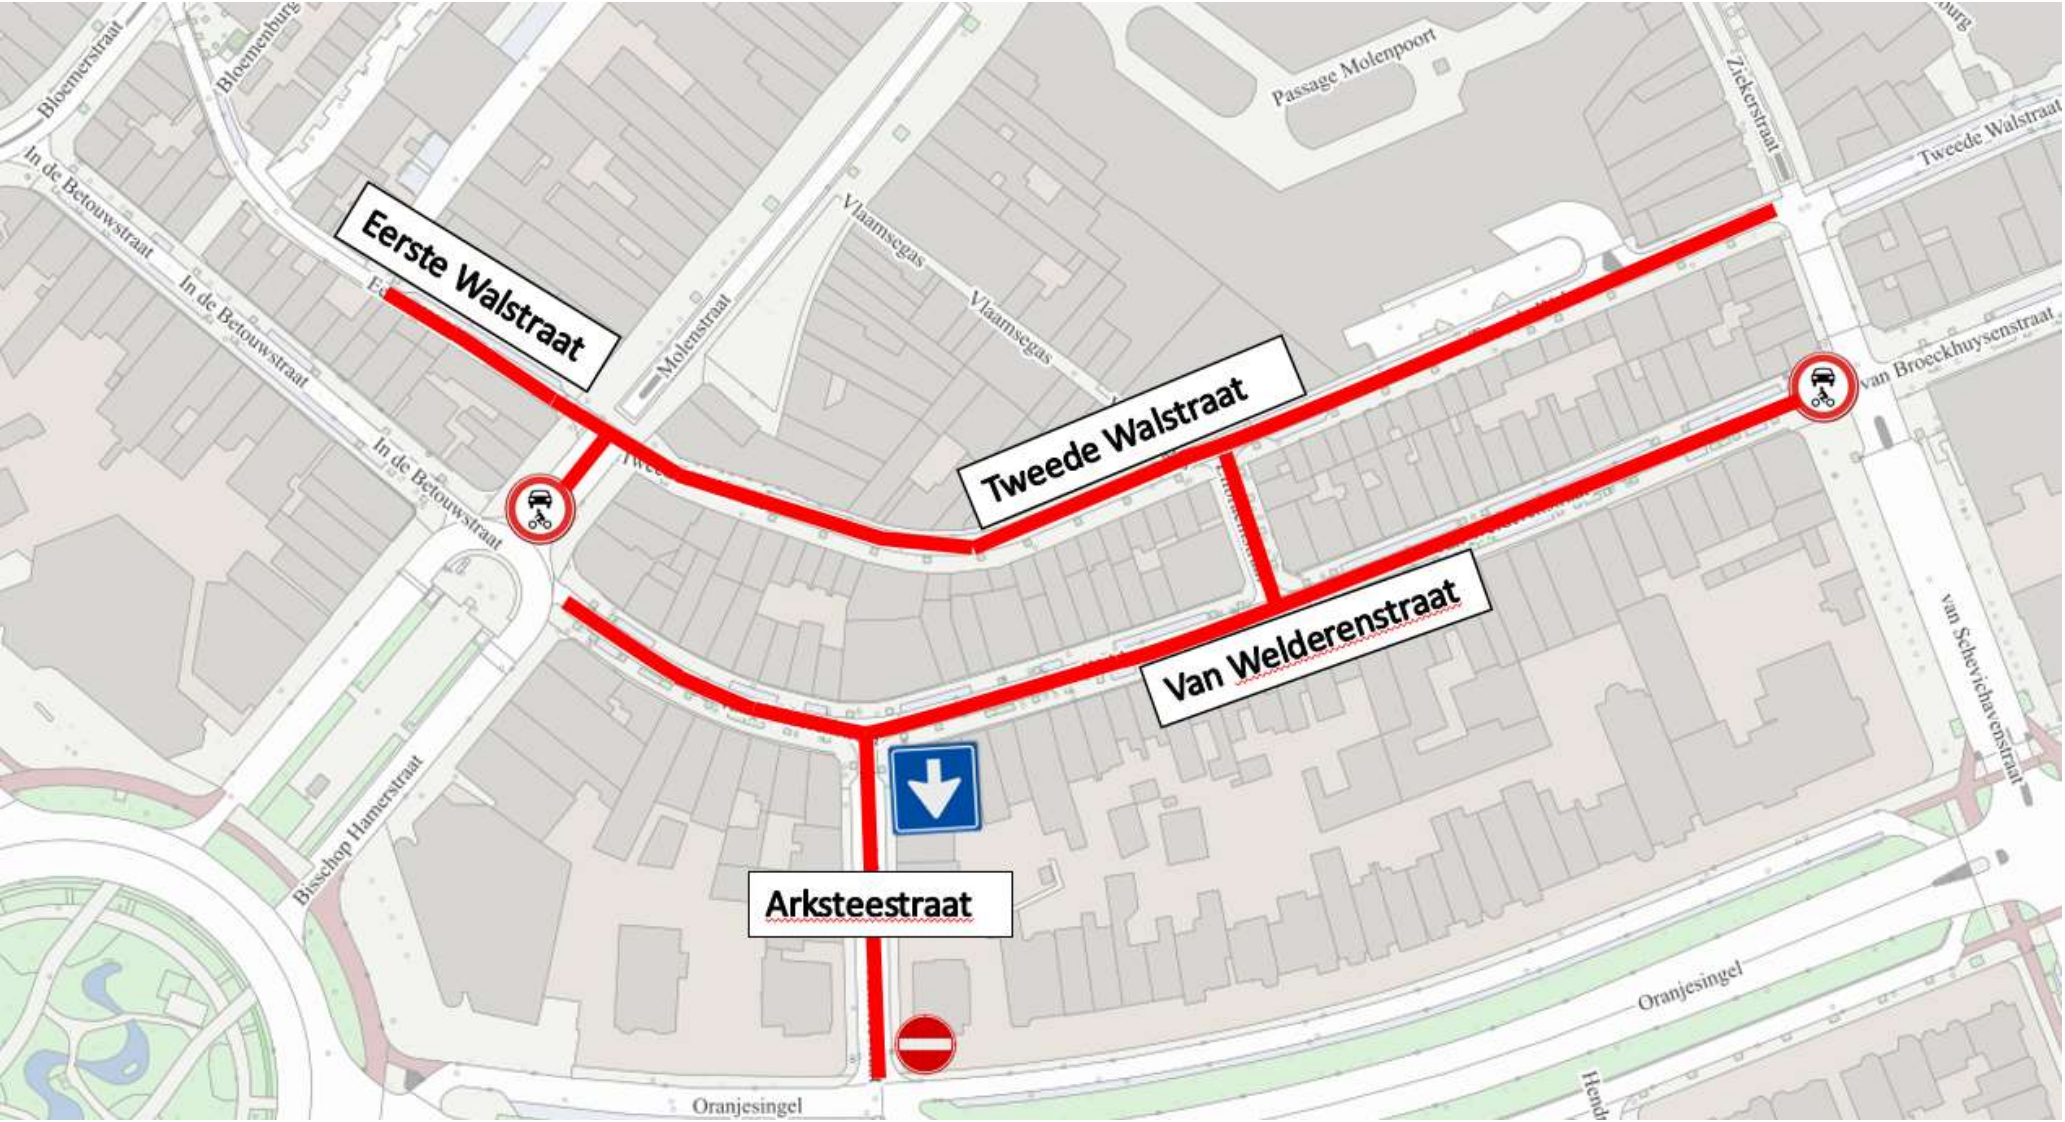 Bloemerstraat
Bloemenburg
Passage Molenpoort
Ziekerstraat
Tweede Walstraat
In de Betouwstraat
Eerste Walstraat
Vlaamsegas
In de Betouwstraat
Molenstraat
Vlaamsegas
van Broeckhuysenstraat
Tweede Walstraat
In de Betouwstraat
Van Welderenstraat
van Schevichavenstraat
Bisschop Hamerstraat
Arksteestraat
Oranjesingel
Oranjesingel